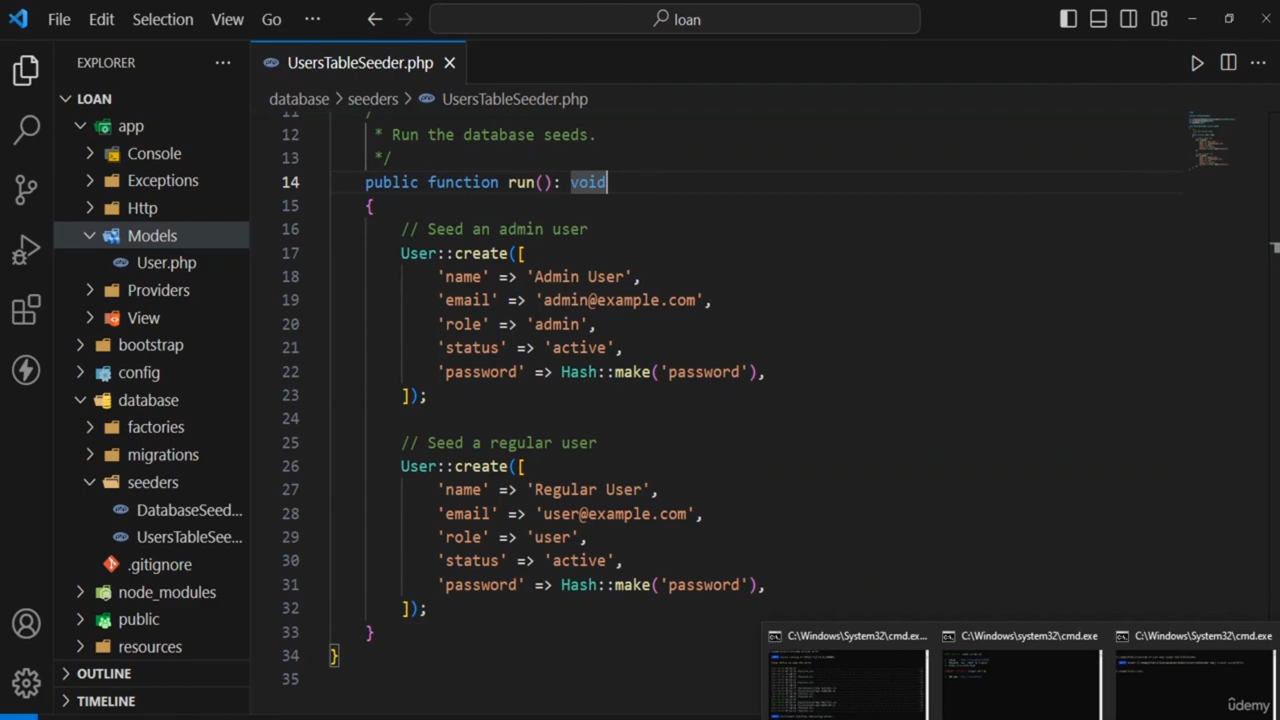 File Edit Selection View Go ··· loan
EXPLORER ···
LOAN
app
Console
Exceptions
Http
Models
User.php
Providers
View
bootstrap
config
database
factories
migrations
seeders
DatabaseSeed...
UsersTableSee...
.gitignore
node_modules
public
resources
OUTLINE
TIMELINE
UsersTableSeeder.php
database > seeders > UsersTableSeeder.php
12 * Run the database seeds.
13 */
14 public function run(): void
15 {
16 // Seed an admin user
17 User::create([
18 'name' => 'Admin User',
19 'email' => 'admin@example.com',
20 'role' => 'admin',
21 'status' => 'active',
22 'password' => Hash::make('password'),
23 ]);
24
25 // Seed a regular user
26 User::create([
27 'name' => 'Regular User',
28 'email' => 'user@example.com',
29 'role' => 'user',
30 'status' => 'active',
31 'password' => Hash::make('password'),
32 ]);
33 }
34 }
35
C:\Windows\System32\cmd.e... C:\Windows\system32\cmd.exe C:\Windows\System32\cmd.exe
ûdemy